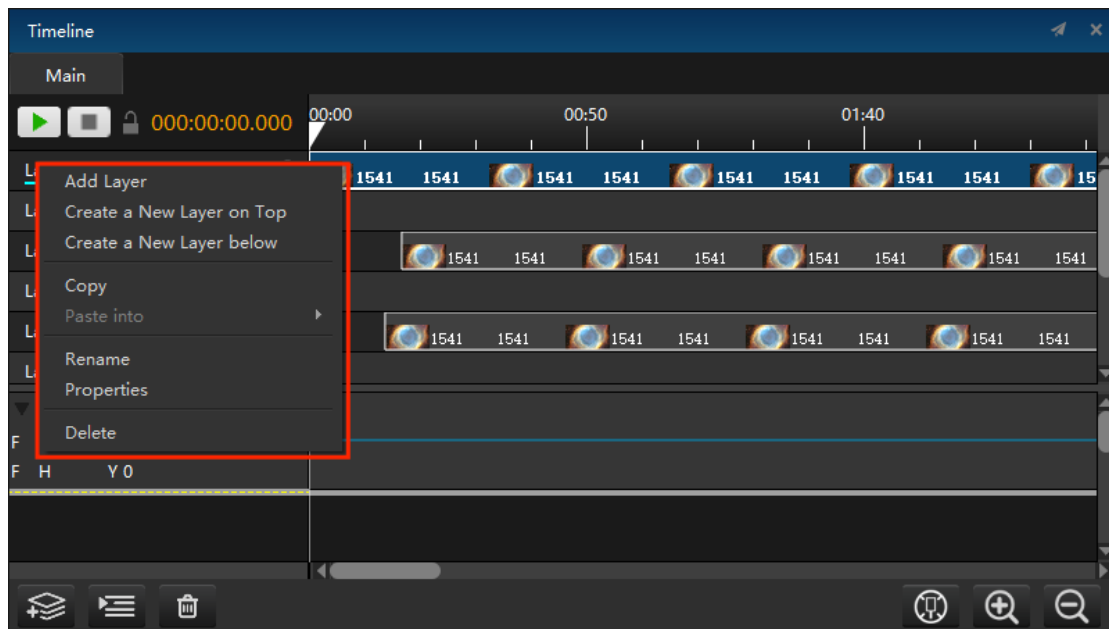 Timeline
Main
000:00:00.000 00:00 00:50 01:40
1541 1541 1541 1541 1541 1541 1541 1541 15
Add Layer
Create a New Layer on Top
Create a New Layer below
1541 1541 1541 1541 1541 1541 1541 1541
Copy
Paste into
1541 1541 1541 1541 1541 1541 1541 1541
Rename
Properties
Delete
F
F H Y 0